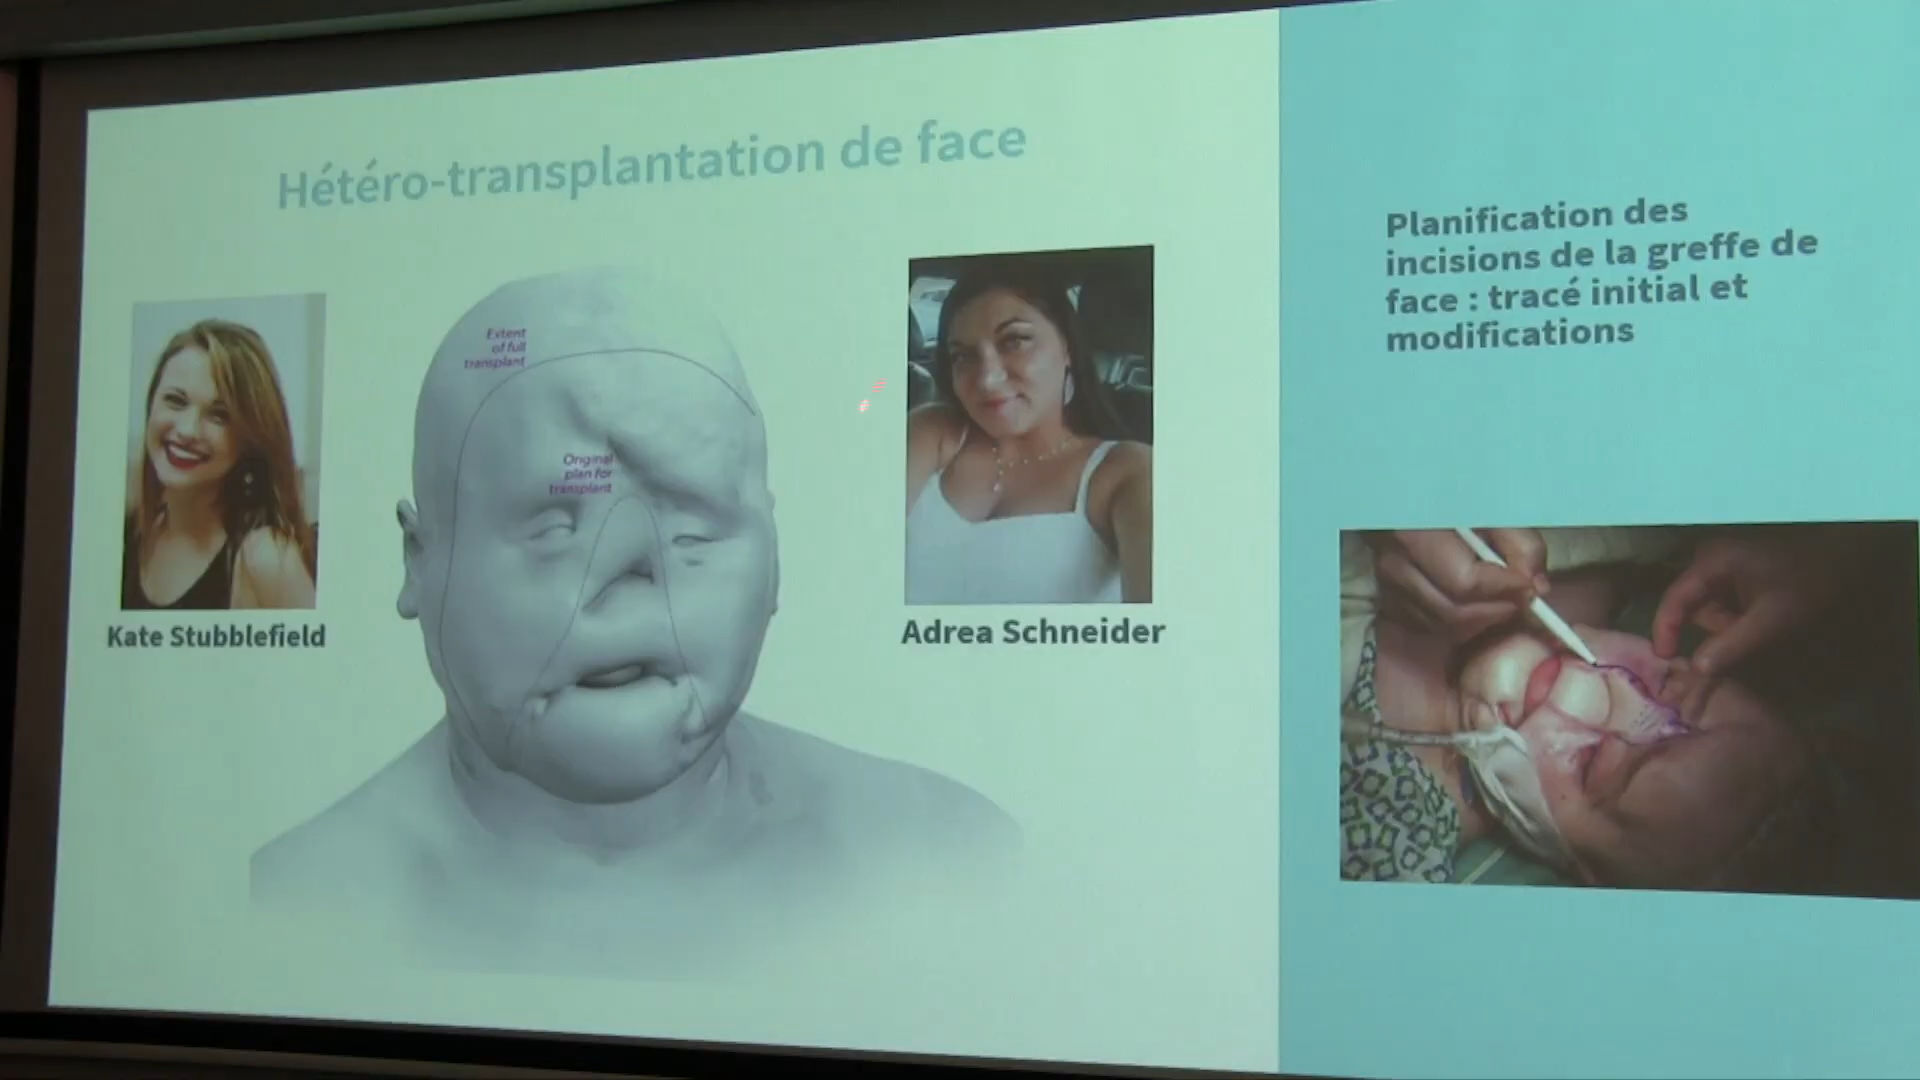 Hétéro-transplantation de face
Extent
of full
transplant
Original
plan for
transplant
Kate Stubblefield
Adrea Schneider
Planification des
incisions de la greffe de
face : tracé initial et
modifications